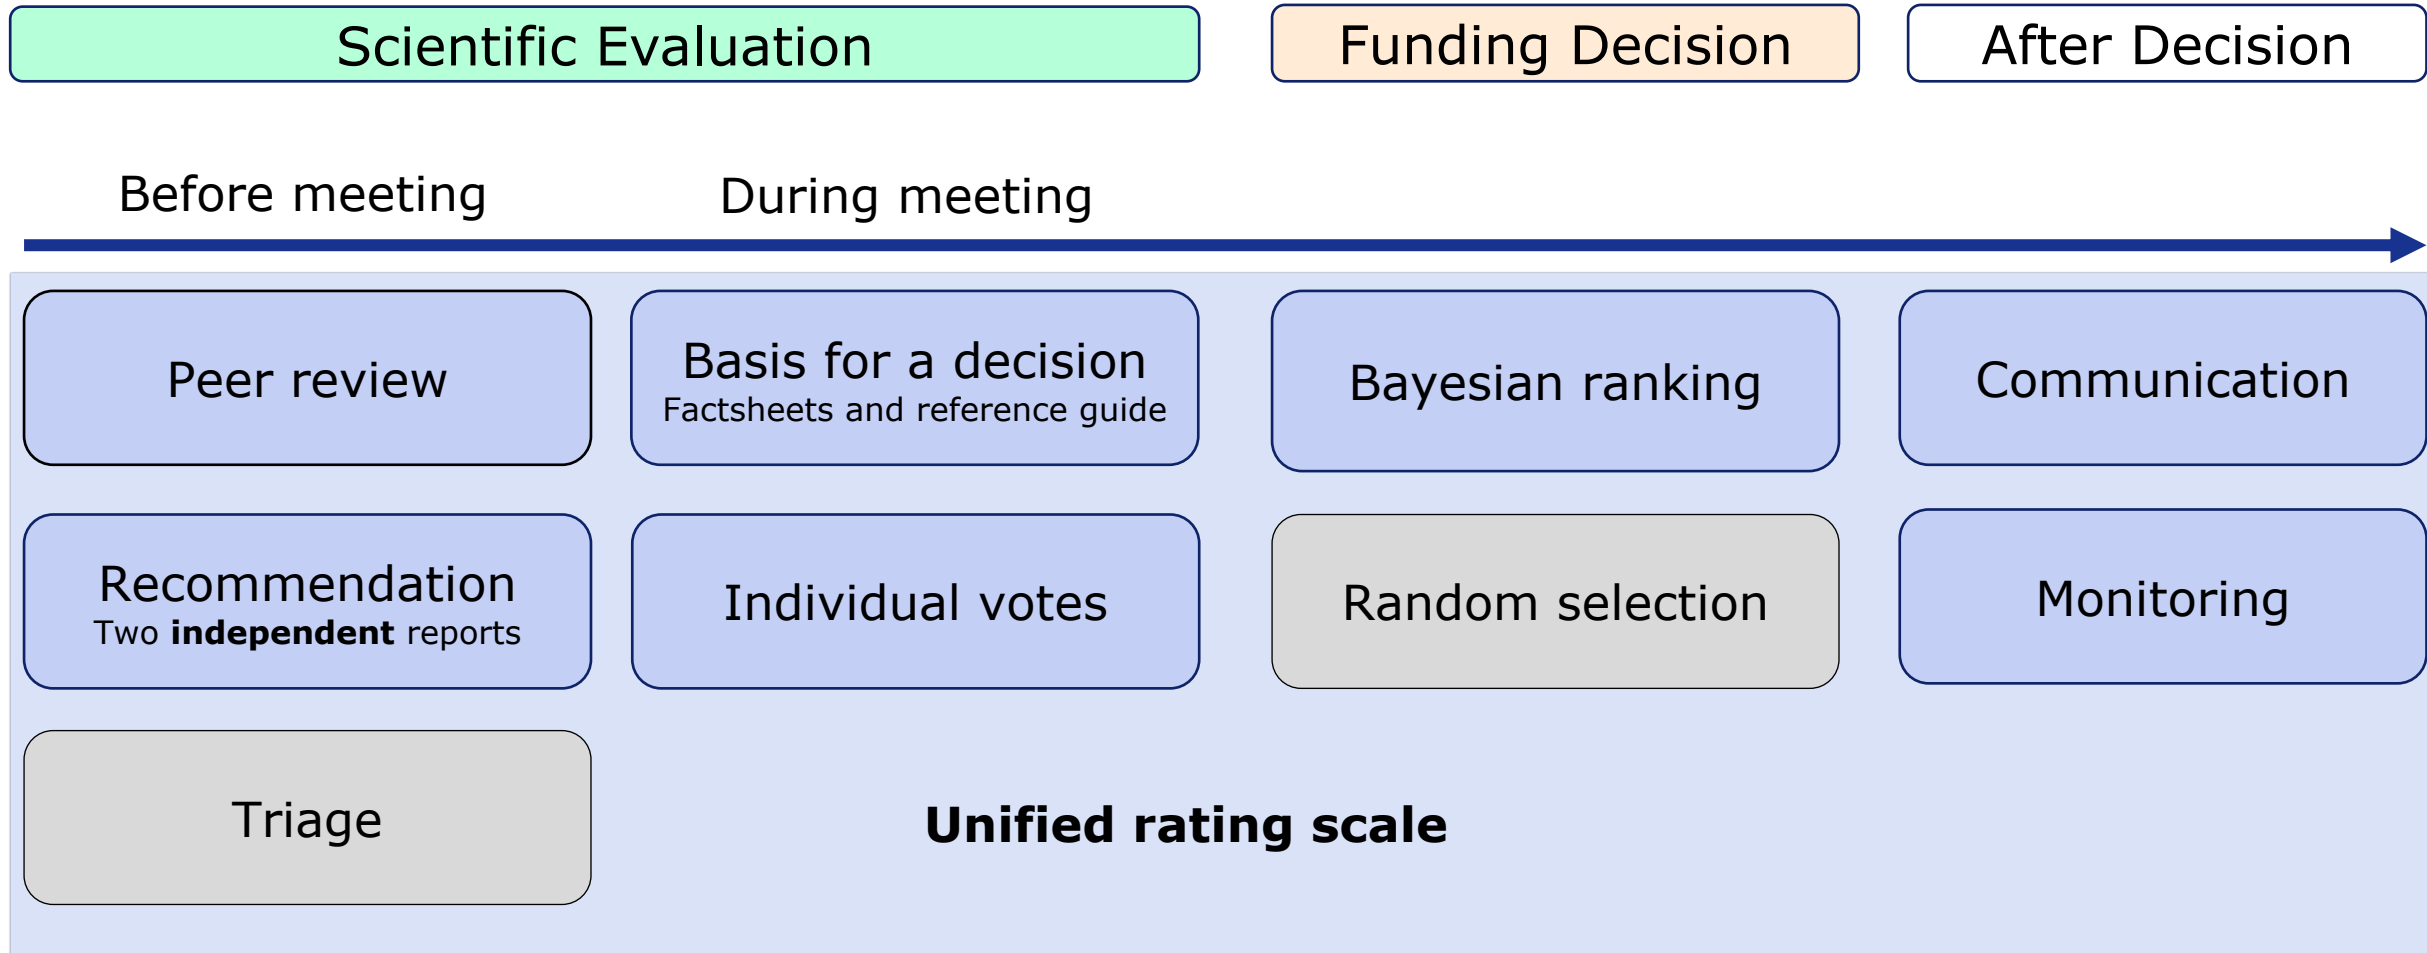 Scientific Evaluation
Funding Decision
After Decision
Before meeting
During meeting
Peer review
Basis for a decision
Factsheets and reference guide
Bayesian ranking
Communication
Recommendation
Two independent reports
Individual votes
Random selection
Monitoring
Triage
Unified rating scale